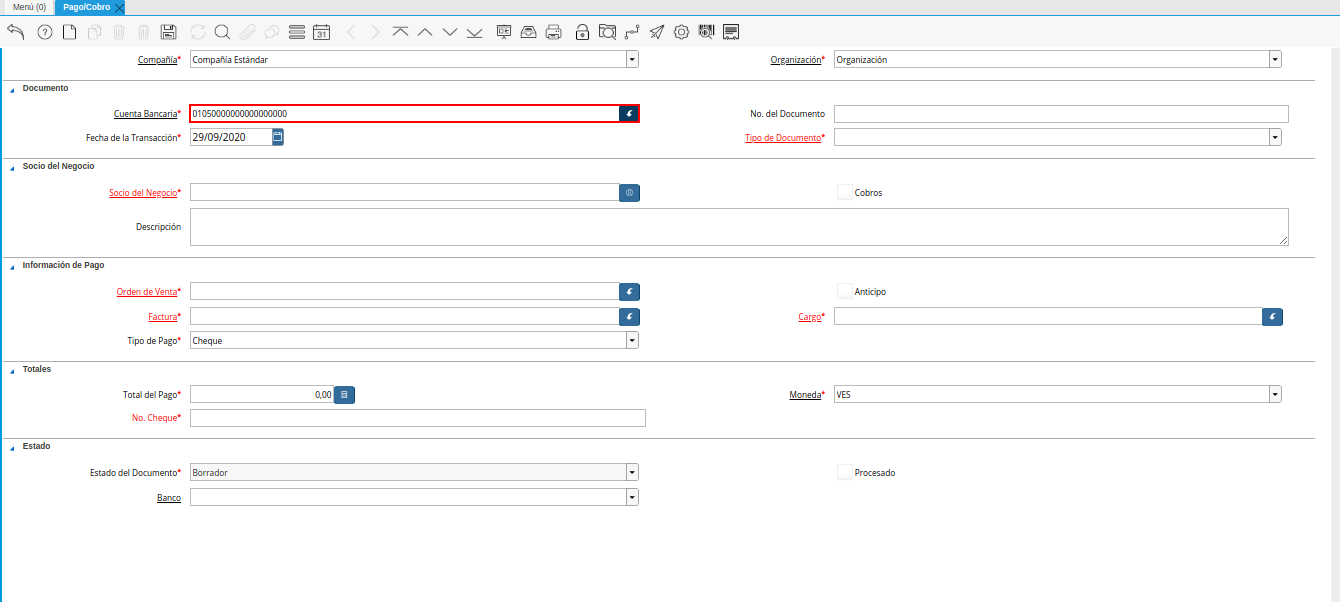 Menú (0) Pago/Cobro
31
Compañía* Compañía Estándar Organización* Organización
Documento
Cuenta Bancaria* 01050000000000000000 No. del Documento
Fecha de la Transacción* 29/09/2020 Tipo de Documento*
Socio del Negocio
Socio del Negocio* Cobros
Descripción
Información de Pago
Orden de Venta* Anticipo
Factura* Cargo*
Tipo de Pago* Cheque
Totales
Total del Pago* 0,00 Moneda* VES
No. Cheque*
Estado
Estado del Documento* Borrador Procesado
Banco